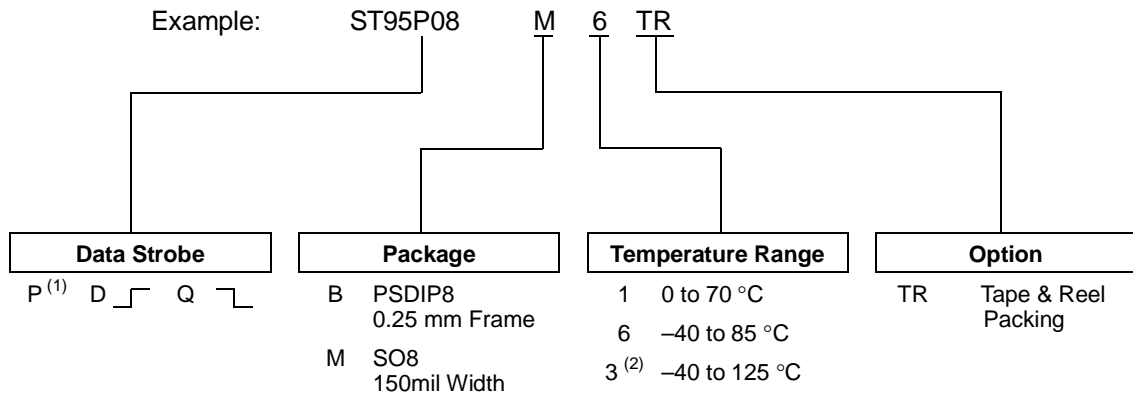 Example: ST95P08 M 6 TR
Data Strobe Package Temperature Range Option
P (1) D Q
B PSDIP8
0.25 mm Frame
M SO8
150mil Width
1 0 to 70 °C
6 –40 to 85 °C
3 (2) –40 to 125 °C
TR Tape & Reel
Packing